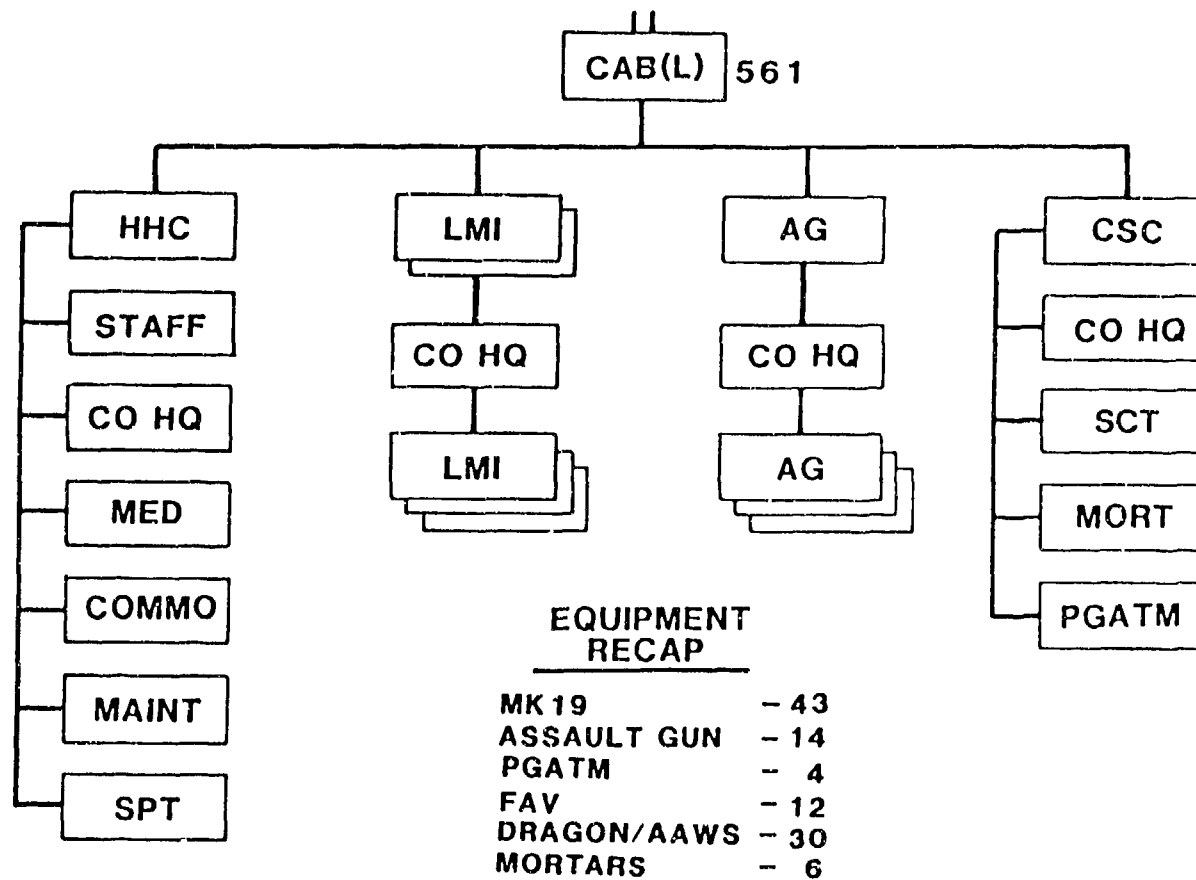 CAB(L) 561
HHC
STAFF
CO HQ
MED
COMMO
MAINT
SPT
LMI
CO HQ
LMI
AG
CO HQ
AG
CSC
CO HQ
SCT
MORT
PGATM
EQUIPMENT
RECAP
MK19 - 43
ASSAULT GUN - 14
PGATM - 4
FAV - 12
DRAGON/AAWS - 30
MORTARS - 6